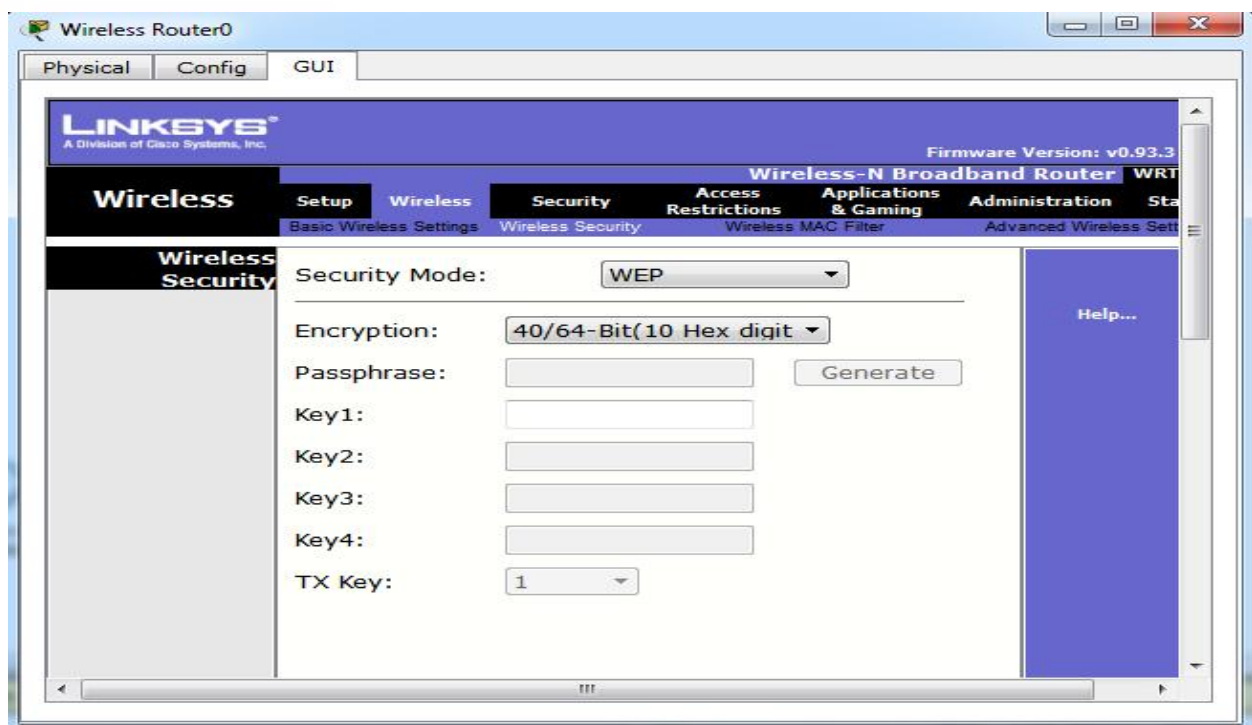 Wireless Router0
Physical Config GUI
LINKSYS®
A Division of Cisco Systems, Inc.
Firmware Version: v0.93.3
Wireless-N Broadband Router WRT
Wireless
Setup Wireless Security Access Restrictions Applications & Gaming Administration Sta
Basic Wireless Settings Wireless Security Wireless MAC Filter Advanced Wireless Sett
Wireless Security
Security Mode: WEP
Help...
Encryption: 40/64-Bit(10 Hex digit
Passphrase: Generate
Key1:
Key2:
Key3:
Key4:
TX Key: 1